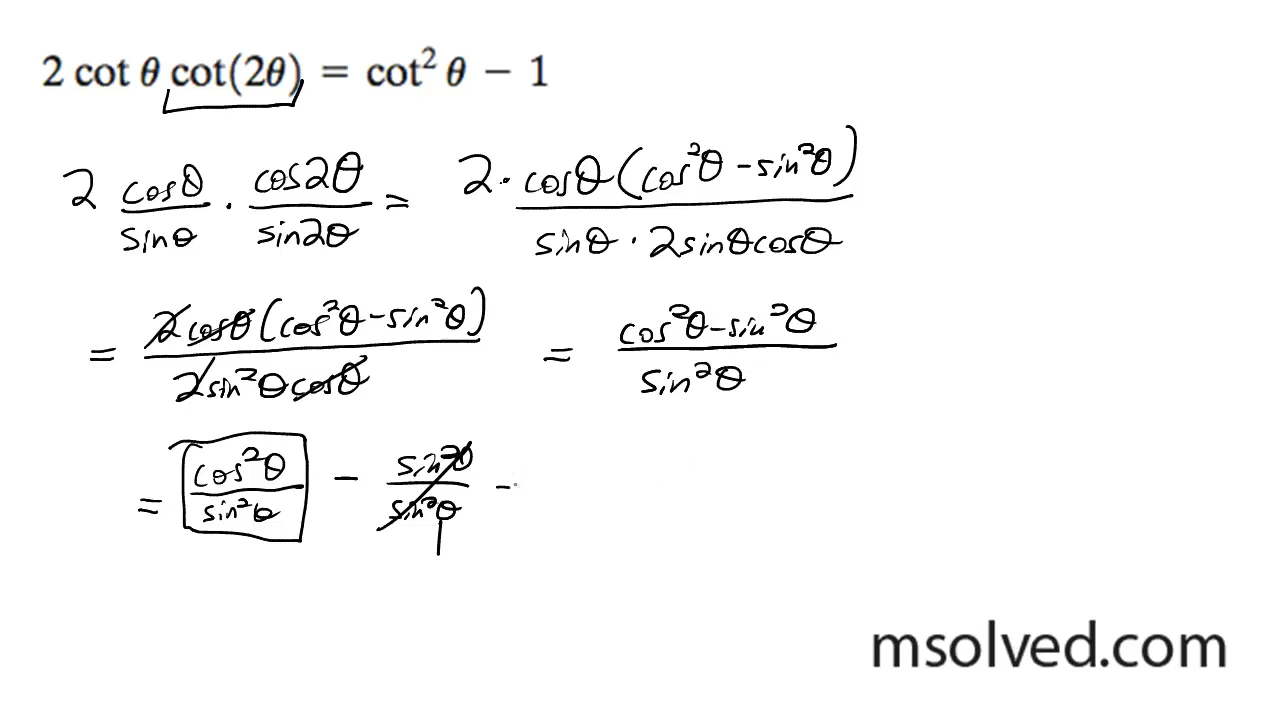 2 cot θ cot(2θ) = cot² θ − 1
2 cosθ/sinθ · cos2θ/sin2θ = 2 · cosθ(cos²θ − sin²θ)/sinθ · 2sinθcosθ
= 2cosθ(cos²θ − sin²θ)/2sin²θcosθ = cos²θ − sin²θ/sin²θ
= cos²θ/sin²θ − sin²θ/sin²θ -
1
msolved.com